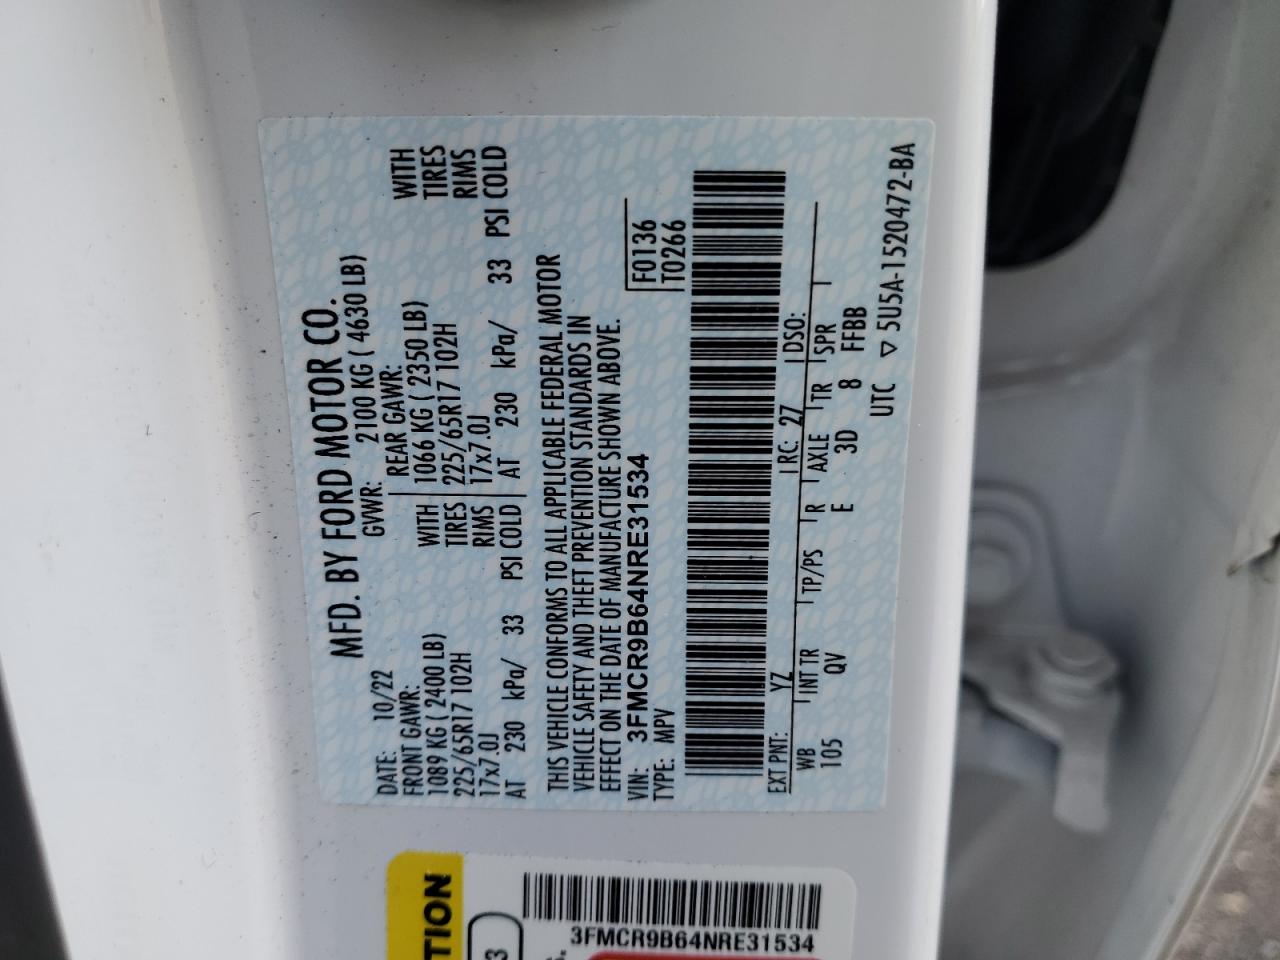 MFD. BY FORD MOTOR CO.
DATE: 10/22 GVWR: 2100 KG ( 4630 LB)
FRONT GAWR: REAR GAWR:
1089 KG ( 2400 LB) WITH 1066 KG ( 2350 LB) WITH
225/65R17 102H TIRES 225/65R17 102H TIRES
17x7.0J RIMS 17x7.0J RIMS
AT 230 kPa/ 33 PSI COLD AT 230 kPa/ 33 PSI COLD
THIS VEHICLE CONFORMS TO ALL APPLICABLE FEDERAL MOTOR
VEHICLE SAFETY AND THEFT PREVENTION STANDARDS IN
EFFECT ON THE DATE OF MANUFACTURE SHOWN ABOVE.
VIN: 3FMCR9B64NRE31534 F0136
TYPE: MPV T0266
EXT PNT: YZ RC: 27 DSO:
WB INT TR TP/PS R AXLE TR SPR
105 QV E 3D 8 FFBB
UTC ▽ 5U5A-1520472-BA
TION
3FMCR9B64NRE31534